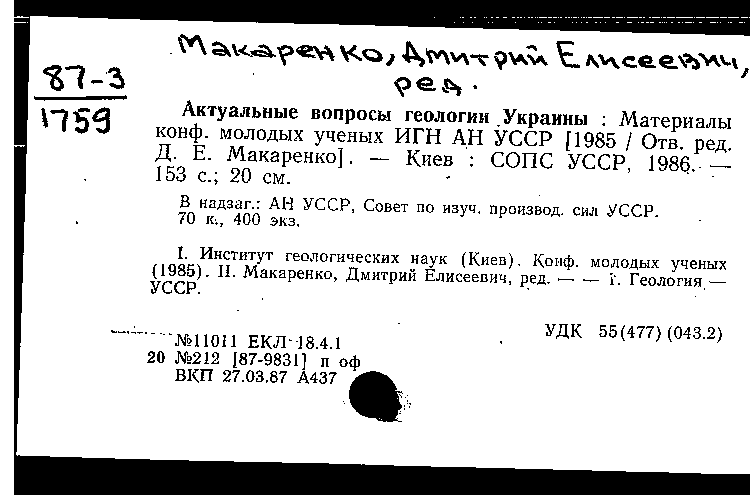 Макаренко, Дмитрий Елисеевич,
ред.
87-3
1759
Актуальные вопросы геологии Украины : Материалы
конф. молодых ученых ИГН АН УССР [1985 / Отв. ред.
Д. Е. Макаренко]. — Киев : СОПС УССР, 1986. —
153 с.; 20 см.
В надзаг.: АН УССР, Совет по изуч. производ. сил УССР.
70 к., 400 экз.
I. Институт геологических наук (Киев). Конф. молодых ученых
(1985). II. Макаренко, Дмитрий Елисеевич, ред. — — 1. Геология —
УССР.
УДК 55(477)(043.2)
№11011 ЕКЛ 18.4.1
20 №212 [87-9831] п оф
ВКП 27.03.87 А437